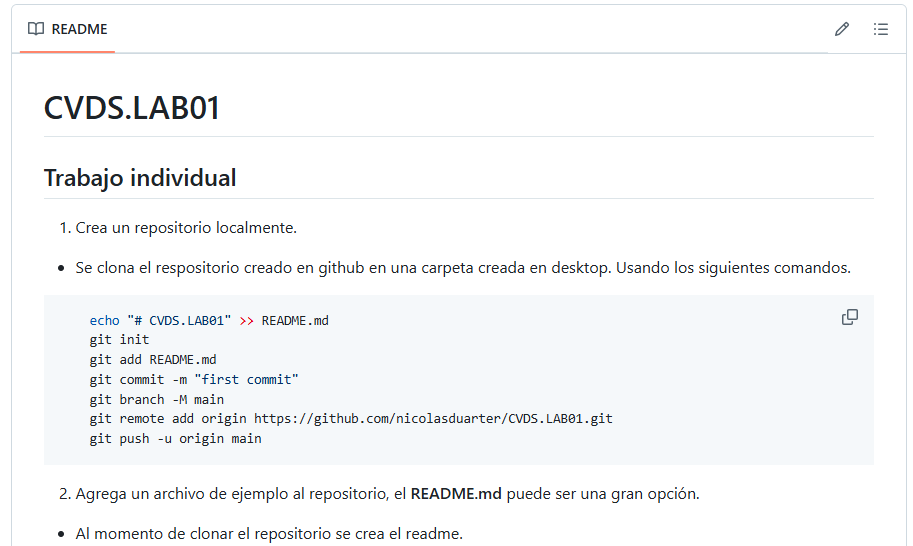 README
CVDS.LAB01
Trabajo individual
1. Crea un repositorio localmente.
• Se clona el respositorio creado en github en una carpeta creada en desktop. Usando los siguientes comandos.
echo "# CVDS.LAB01" >> README.md
git init
git add README.md
git commit -m "first commit"
git branch -M main
git remote add origin https://github.com/nicolasduarter/CVDS.LAB01.git
git push -u origin main
2. Agrega un archivo de ejemplo al repositorio, el README.md puede ser una gran opción.
• Al momento de clonar el repositorio se crea el readme.